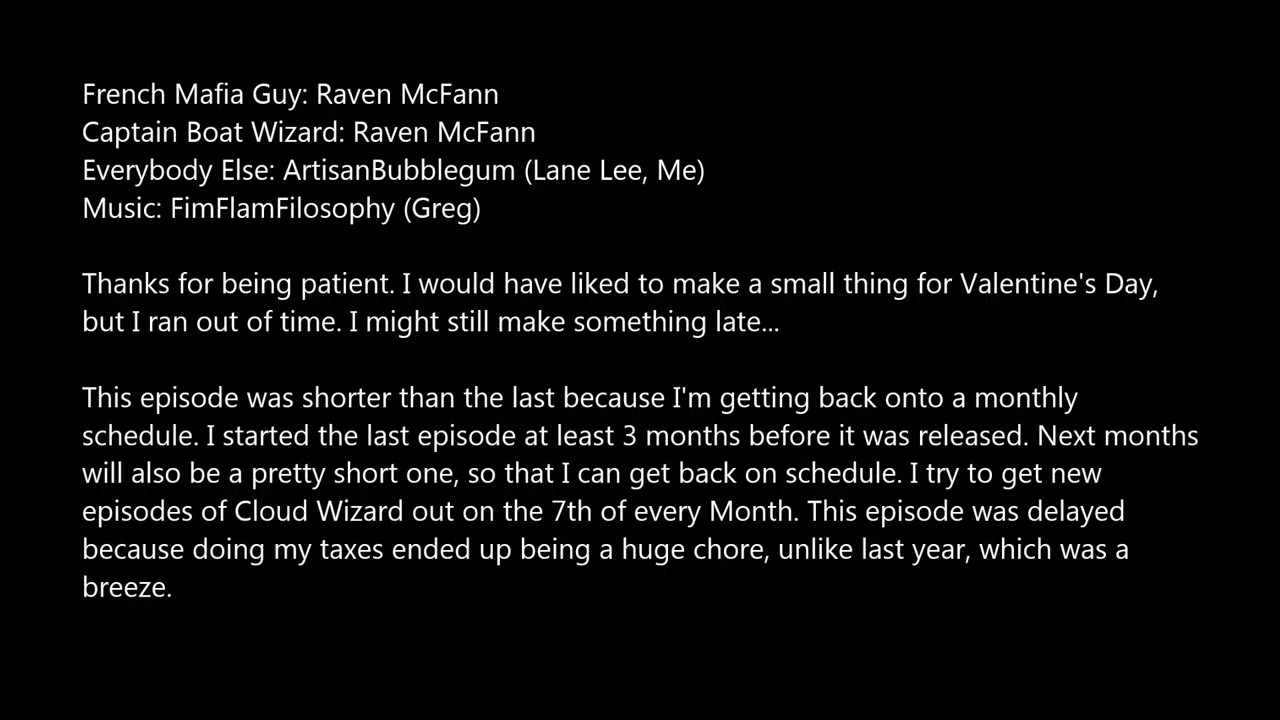 French Mafia Guy: Raven McFann
Captain Boat Wizard: Raven McFann
Everybody Else: ArtisanBubblegum (Lane Lee, Me)
Music: FimFlamFilosophy (Greg)
Thanks for being patient. I would have liked to make a small thing for Valentine's Day,
but I ran out of time. I might still make something late...
This episode was shorter than the last because I'm getting back onto a monthly
schedule. I started the last episode at least 3 months before it was released. Next months
will also be a pretty short one, so that I can get back on schedule. I try to get new
episodes of Cloud Wizard out on the 7th of every Month. This episode was delayed
because doing my taxes ended up being a huge chore, unlike last year, which was a
breeze.